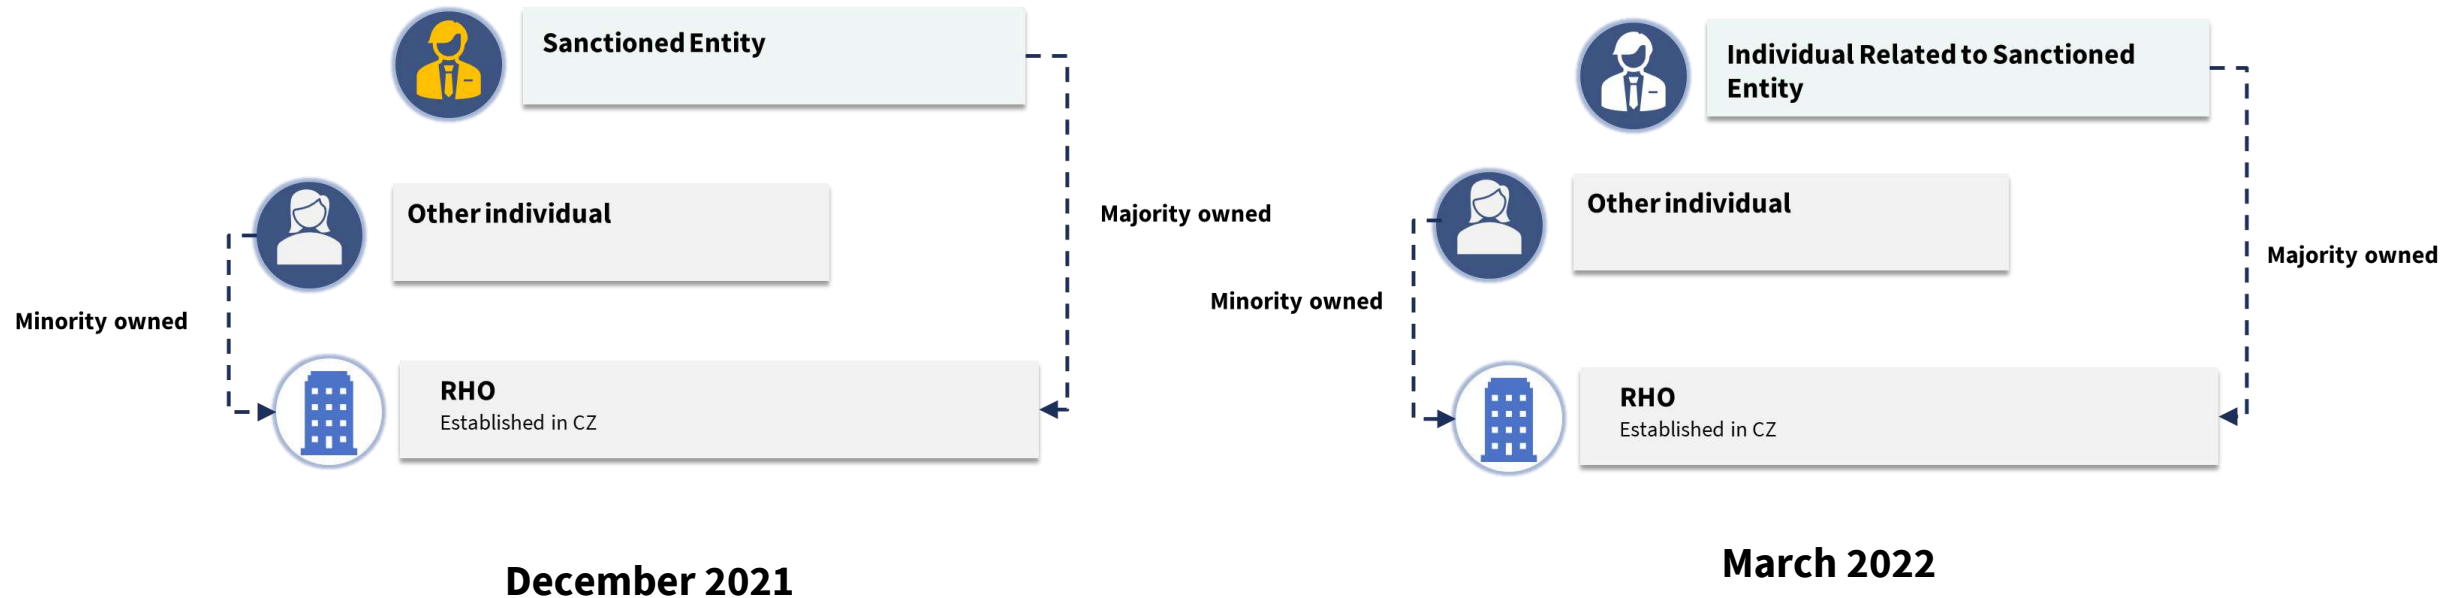 Sanctioned Entity
Other individual
Majority owned
Minority owned
RHO
Established in CZ
December 2021
Individual Related to Sanctioned
Entity
Other individual
Majority owned
Minority owned
RHO
Established in CZ
March 2022